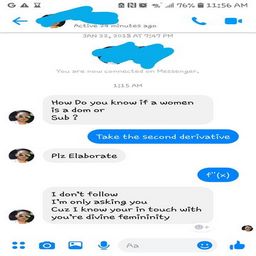 76% 11:56 AM
Active 24 minutes ago
JAN 22, 2018 AT 7:47 PM
You are now connected on Messenger.
1:15 AM
How Do you know if a women
is a dom or
Sub ?
Take the second derivative
Plz Elaborate
f''(x)
I don't follow
I'm only asking you
Cuz I know your in touch with
you're divine femininity
Aa